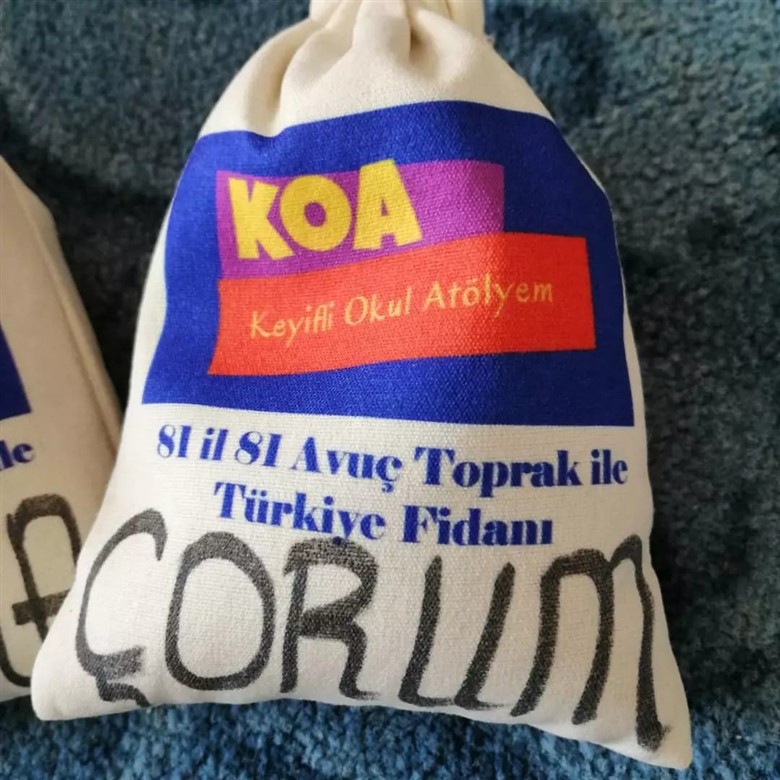 KOA
Keyifli Okul Atölyem
81 il 81 Avuç Toprak ile
Türkiye Fidanı
ÇORUM